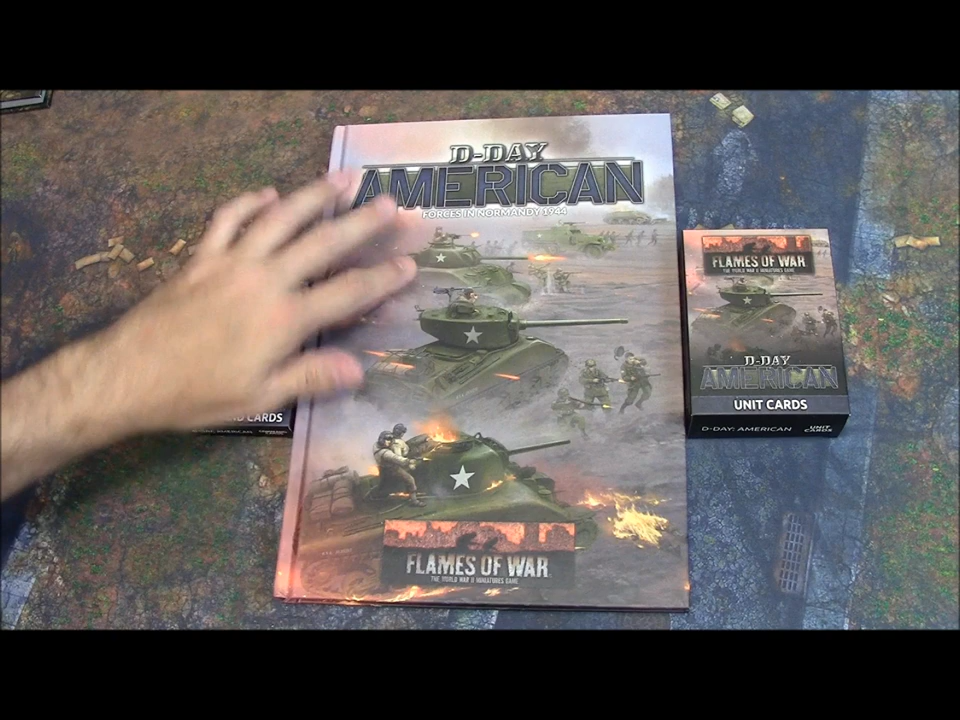 D-DAY
AMERICAN
FORCES IN NORMANDY 1944
FLAMES OF WAR
THE WORLD WAR II MINIATURES GAME
FLAMES OF WAR
THE WORLD WAR II MINIATURES GAME
D-DAY
AMERICAN
UNIT CARDS
D-DAY: AMERICAN
UNIT
CARDS
CARDS